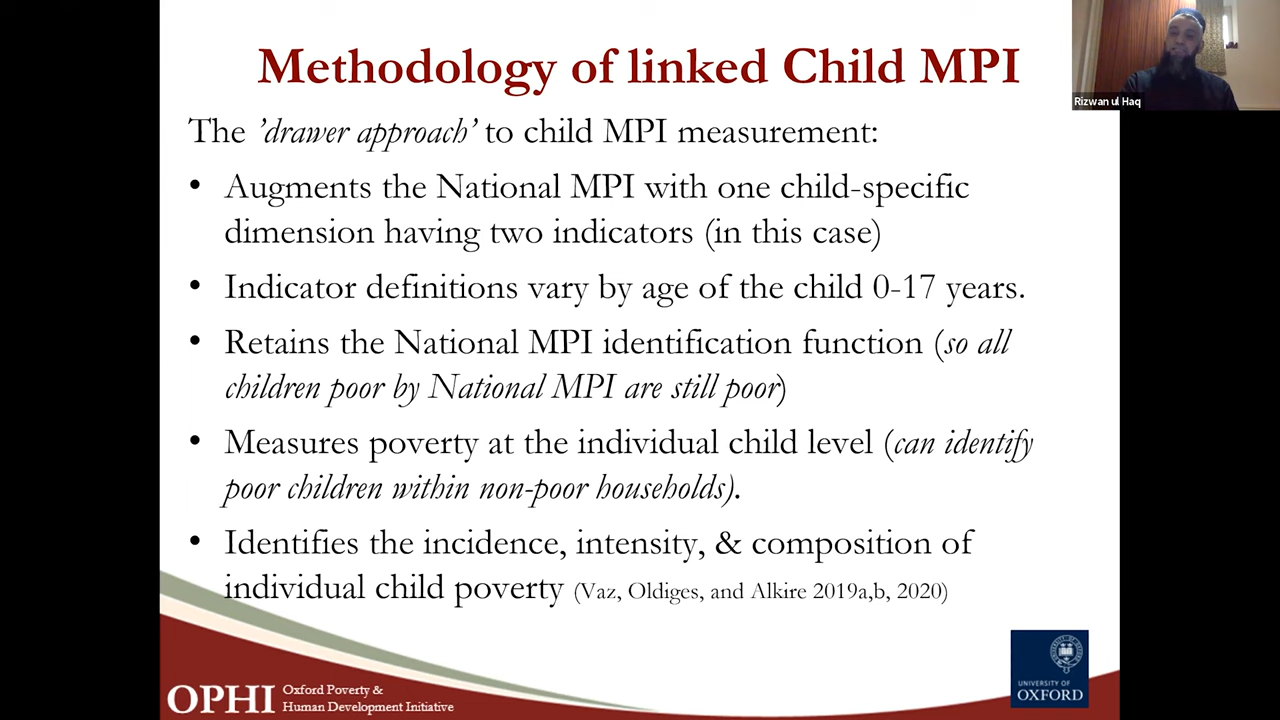 Methodology of linked Child MPI
Rizwan ul Haq
The 'drawer approach' to child MPI measurement:
• Augments the National MPI with one child-specific
dimension having two indicators (in this case)
• Indicator definitions vary by age of the child 0-17 years.
• Retains the National MPI identification function (so all
children poor by National MPI are still poor)
• Measures poverty at the individual child level (can identify
poor children within non-poor households).
• Identifies the incidence, intensity, & composition of
individual child poverty (Vaz, Oldiges, and Alkire 2019a,b, 2020)
OPHI
Oxford Poverty &
Human Development Initiative
UNIVERSITY OF
OXFORD